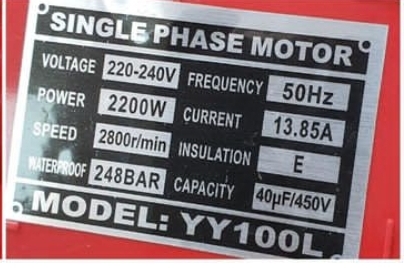 SINGLE PHASE MOTOR
VOLTAGE 220-240V FREQUENCY 50Hz
POWER 2200W CURRENT 13.85A
SPEED 2800r/min INSULATION E
WATERPROOF 248BAR CAPACITY 40µF/450V
MODEL: YY100L